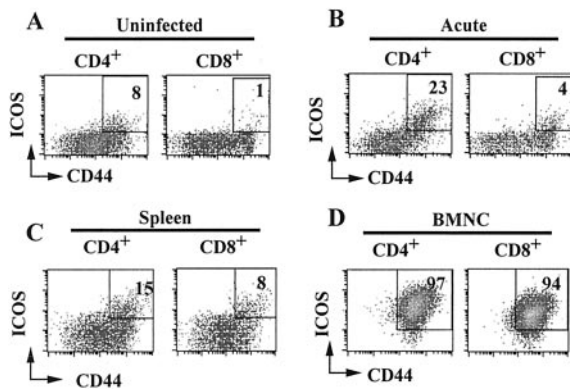 A
Uninfected
CD4+ CD8+
ICOS
8
1
CD44
B
Acute
CD4+ CD8+
ICOS
23
4
CD44
C
Spleen
CD4+ CD8+
ICOS
15
8
CD44
D
BMNC
CD4+ CD8+
ICOS
97
94
CD44